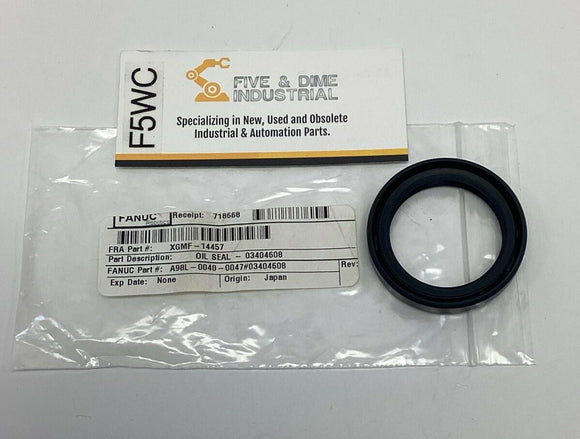 F5WC
FIVE & DIME
INDUSTRIAL
Specializing in New, Used and Obsolete
Industrial & Automation Parts.
FANUC Receipt: 718668
FRA Part #: XGMF-14457
Part Description: OIL SEAL - 03404608
FANUC Part #: A98L-0040-0047#03404608 Rev:
Exp Date: None Origin: Japan